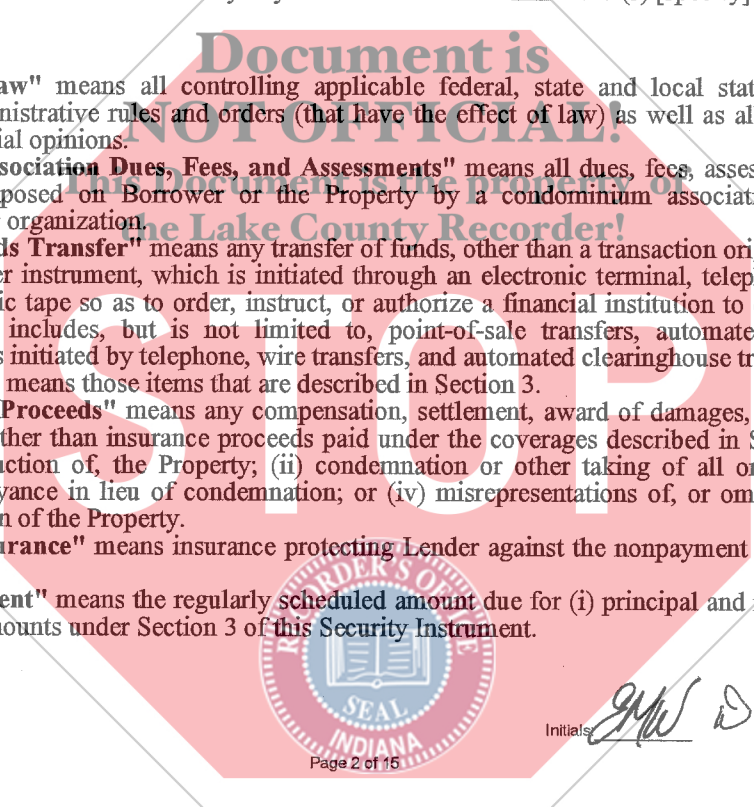 Document is
aw" means all controlling applicable federal, state and local stat
nistrative rules and orders (that have the effect of law) as well as al
NOT OFFICIAL!
ial opinions.
sociation Dues, Fees, and Assessments" means all dues, fees, asses
This Document is the property of
posed on Borrower or the Property by a condominium associati
organization.
the Lake County Recorder!
ds Transfer" means any transfer of funds, other than a transaction ori
er instrument, which is initiated through an electronic terminal, telep
ic tape so as to order, instruct, or authorize a financial institution to
includes, but is not limited to, point-of-sale transfers, automate
s initiated by telephone, wire transfers, and automated clearinghouse tr
means those items that are described in Section 3.
STOP
Proceeds" means any compensation, settlement, award of damages,
ther than insurance proceeds paid under the coverages described in S
uction of, the Property; (ii) condemnation or other taking of all or
yance in lieu of condemnation; or (iv) misrepresentations of, or om
n of the Property.
urance" means insurance protecting Lender against the nonpayment
ent" means the regularly scheduled amount due for (i) principal and
nounts under Section 3 of this Security Instrument.
RECORDER'S OFFICE
SEAL
INDIANA
Initials:
Page 2 of 15